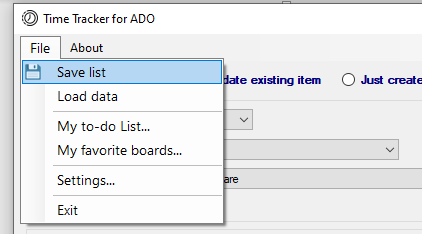 Time Tracker for ADO
File About
Save list
date existing item
Just create
Load data
My to-do List...
My favorite boards...
Settings...
are
Exit